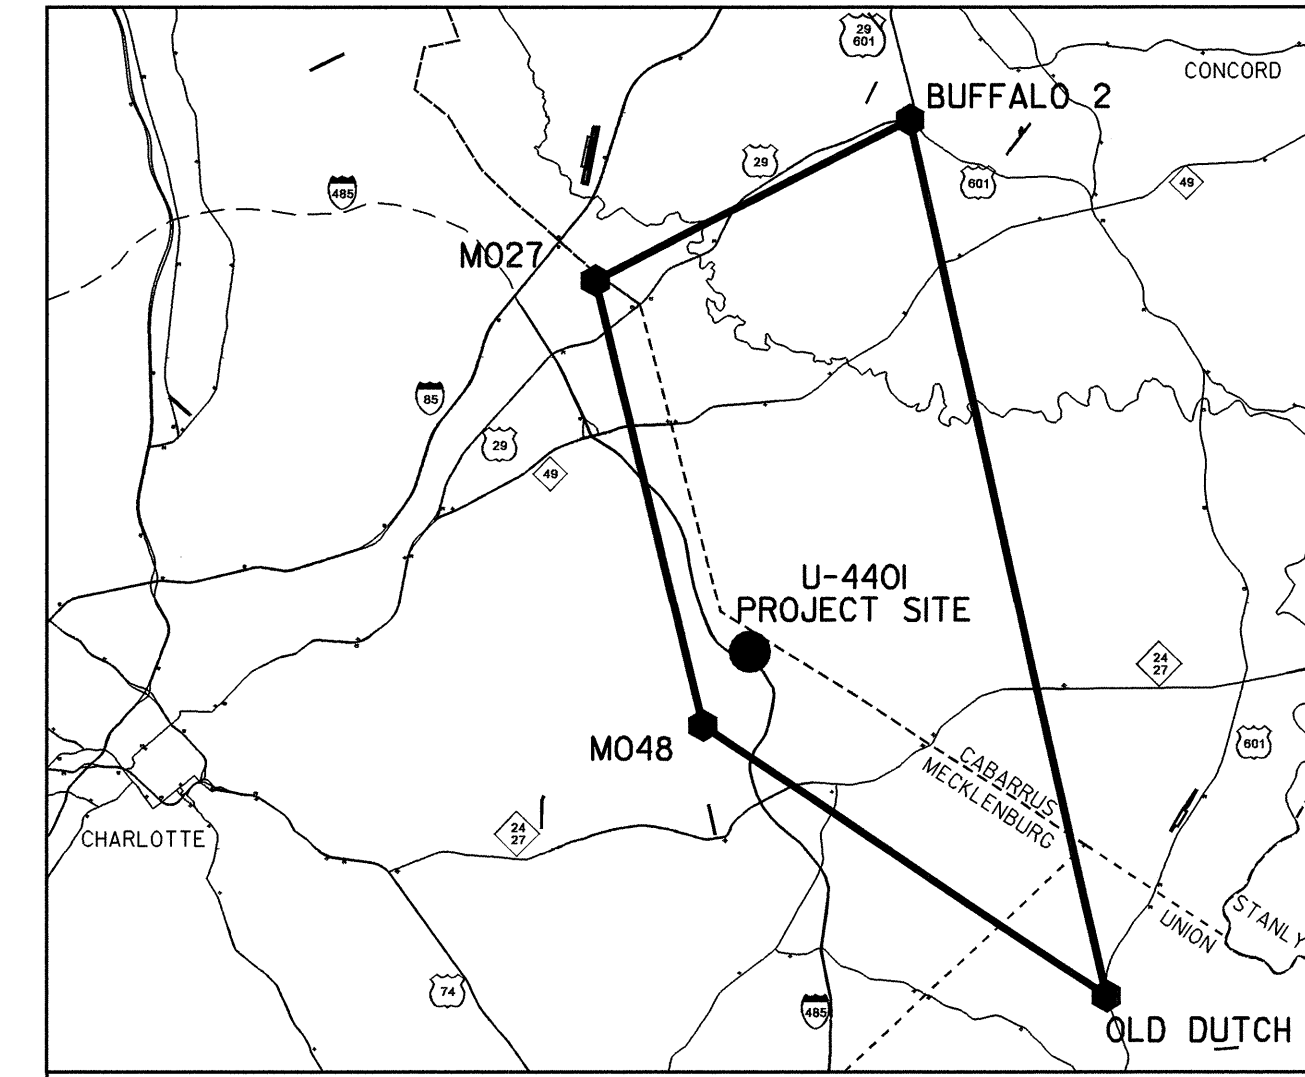 29
601
CONCORD
BUFFALO 2
29
601
49
485
M027
85
29
49
U-4401
PROJECT SITE
24
27
M048
601
CABARRUS
MECKLENBURG
24
27
CHARLOTTE
STANLY
UNION
74
485
OLD DUTCH